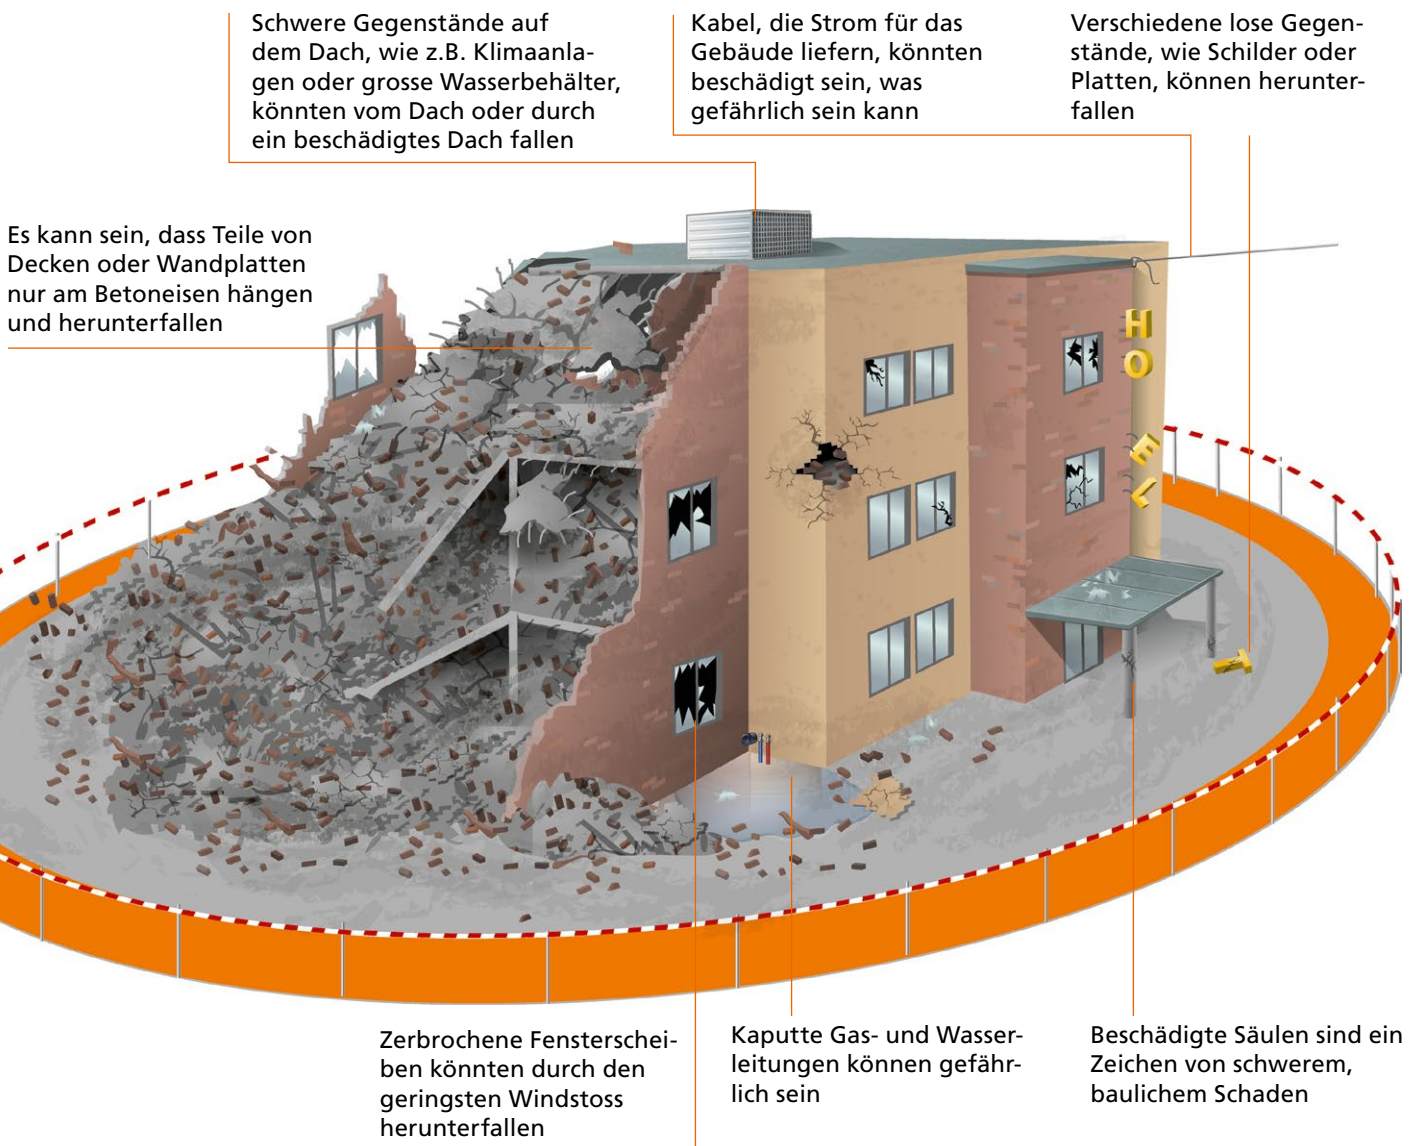 Schwere Gegenstände auf
dem Dach, wie z.B. Klimaanla-
gen oder grosse Wasserbehälter,
könnten vom Dach oder durch
ein beschädigtes Dach fallen
Kabel, die Strom für das
Gebäude liefern, könnten
beschädigt sein, was
gefährlich sein kann
Verschiedene lose Gegen-
stände, wie Schilder oder
Platten, können herunter-
fallen
Es kann sein, dass Teile von
Decken oder Wandplatten
nur am Betoneisen hängen
und herunterfallen
H
O
E
L
T
Zerbrochene Fensterschei-
ben könnten durch den
geringsten Windstoss
herunterfallen
Kaputte Gas- und Wasser-
leitungen können gefähr-
lich sein
Beschädigte Säulen sind ein
Zeichen von schwerem,
baulichem Schaden